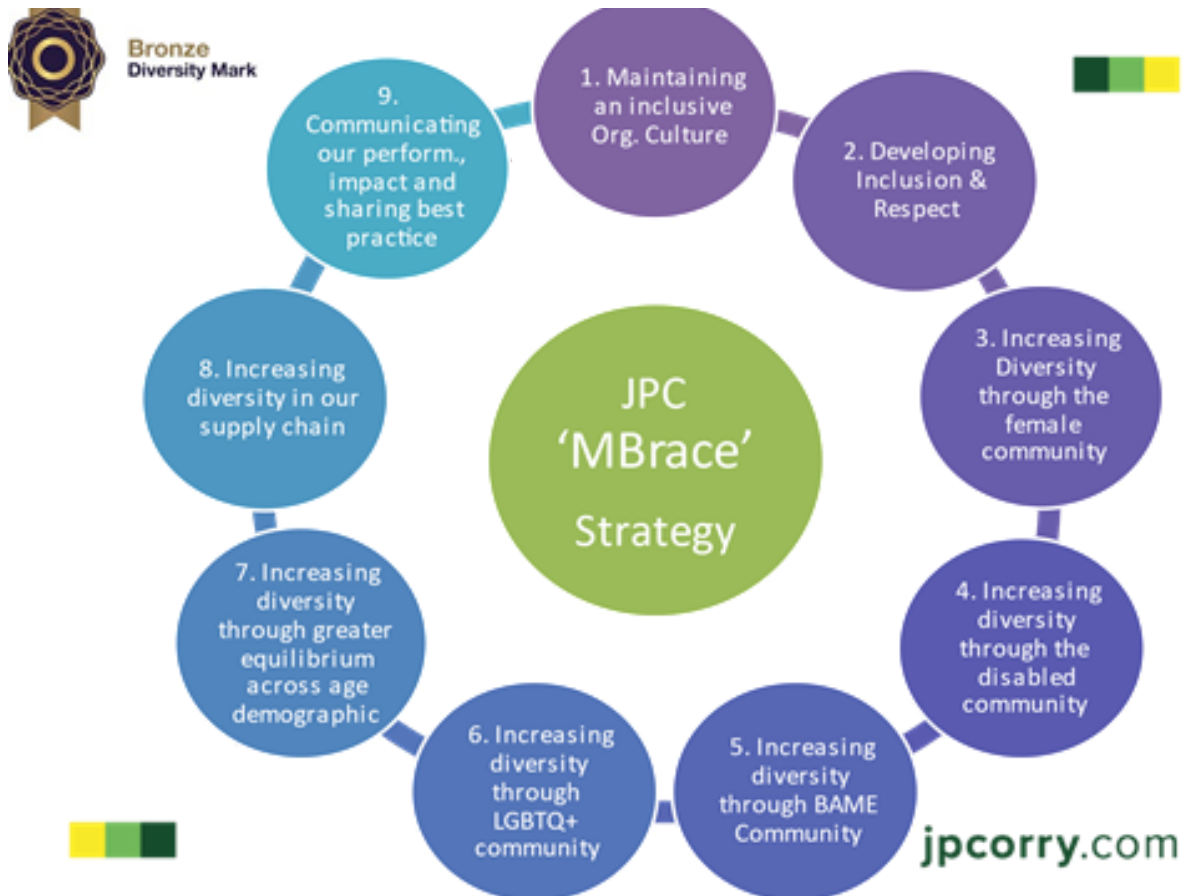 Bronze
Diversity Mark
1. Maintaining
an inclusive
Org. Culture
2. Developing
Inclusion &
Respect
3. Increasing
Diversity
through the
female
community
4. Increasing
diversity
through the
disabled
community
5. Increasing
diversity
through BAME
Community
6. Increasing
diversity
through
LGBTQ+
community
7. Increasing
diversity
through greater
equilibrium
across age
demographic
8. Increasing
diversity in our
supply chain
9.
Communicating
our perform.,
impact and
sharing best
practice
JPC
‘MBrace’
Strategy
jpcorry.com